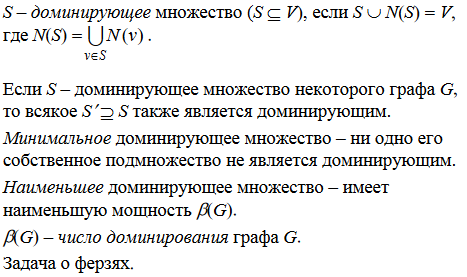 S – доминирующее множество (S ⊆ V), если S ∪ N(S) = V,
где N(S) = ⋃ N(v) .
v∈S
Если S – доминирующее множество некоторого графа G,
то всякое S´⊇ S также является доминирующим.
Минимальное доминирующее множество – ни одно его
собственное подмножество не является доминирующим.
Наименьшее доминирующее множество – имеет
наименьшую мощность β(G).
β(G) – число доминирования графа G.
Задача о ферзях.